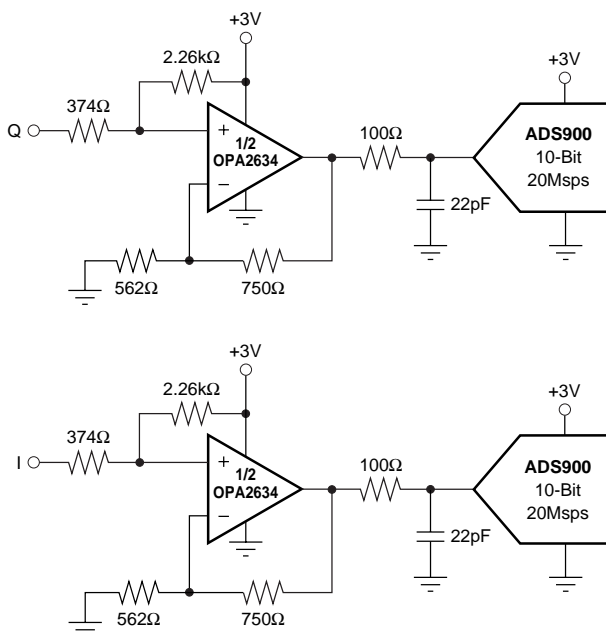 +3V
2.26kΩ
+3V
374Ω
Q
+
1/2
OPA2634
−
100Ω
ADS900
10-Bit
20Msps
22pF
562Ω
750Ω
+3V
2.26kΩ
+3V
374Ω
I
+
1/2
OPA2634
−
100Ω
ADS900
10-Bit
20Msps
22pF
562Ω
750Ω